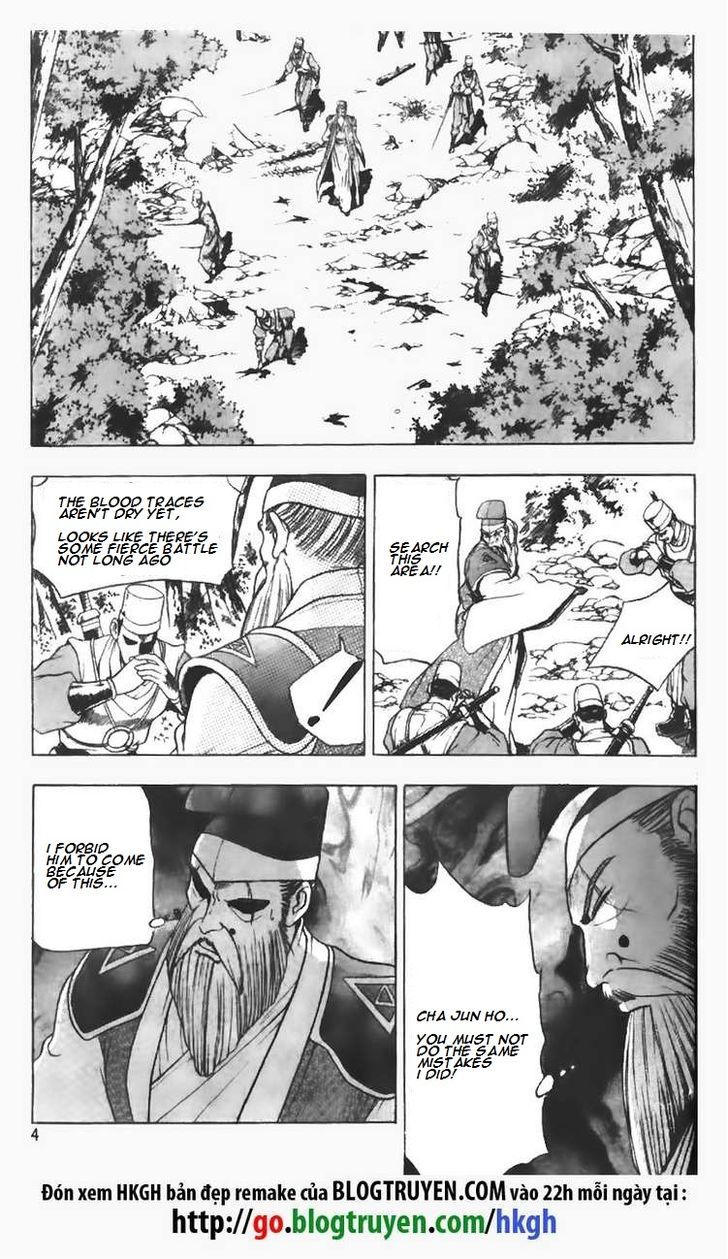 THE BLOOD TRACES
AREN'T DRY YET,
LOOKS LIKE THERE'S
SOME FIERCE BATTLE
NOT LONG AGO
SEARCH
THIS
AREA!!
ALRIGHT!!
I FORBID
HIM TO COME
BECAUSE
OF THIS...
CHA JUN HO...
YOU MUST NOT
DO THE SAME
MISTAKES
I DID!
4
Đón xem HKGH bản đẹp remake của BLOGTRUYEN.COM vào 22h mỗi ngày tại :
http://go.blogtruyen.com/hkgh